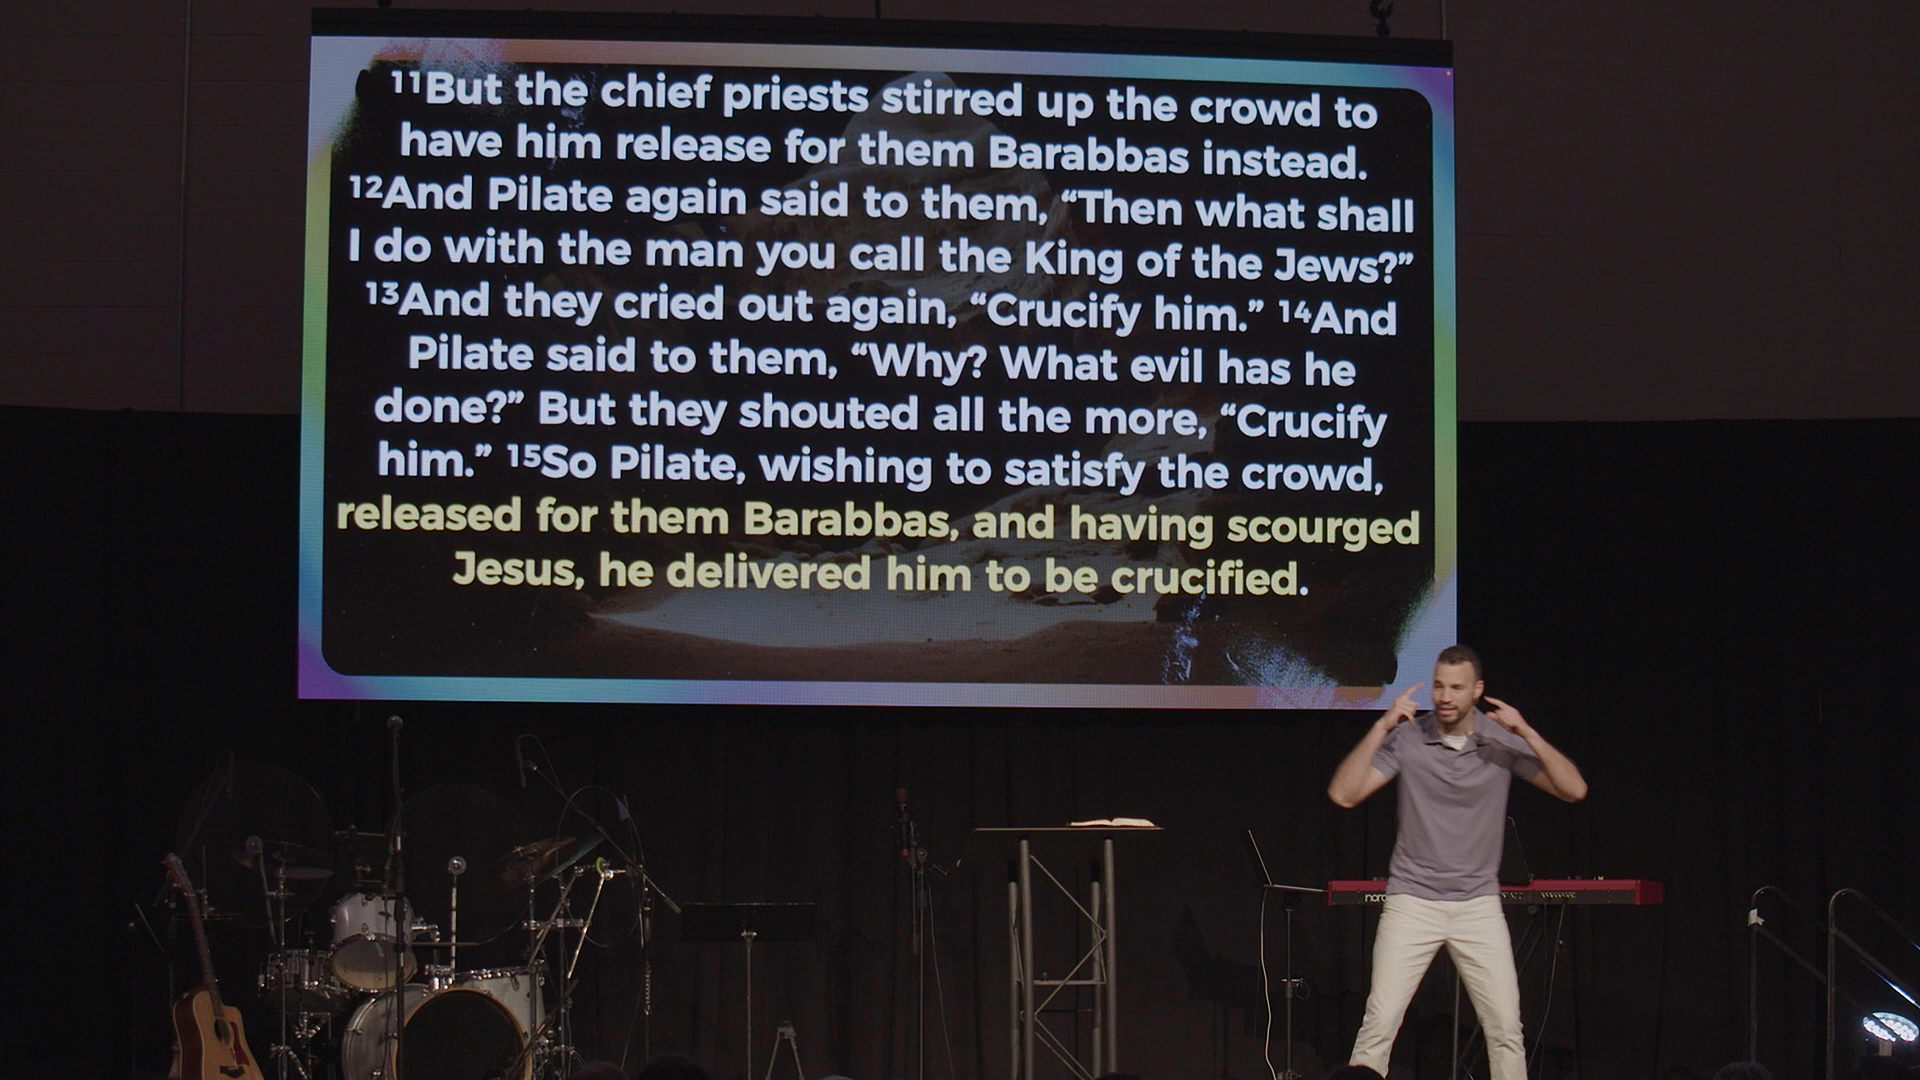 ¹¹But the chief priests stirred up the crowd to
have him release for them Barabbas instead.
¹²And Pilate again said to them, “Then what shall
I do with the man you call the King of the Jews?”
¹³And they cried out again, “Crucify him.” ¹⁴And
Pilate said to them, “Why? What evil has he
done?” But they shouted all the more, “Crucify
him.” ¹⁵So Pilate, wishing to satisfy the crowd,
released for them Barabbas, and having scourged
Jesus, he delivered him to be crucified.
nord